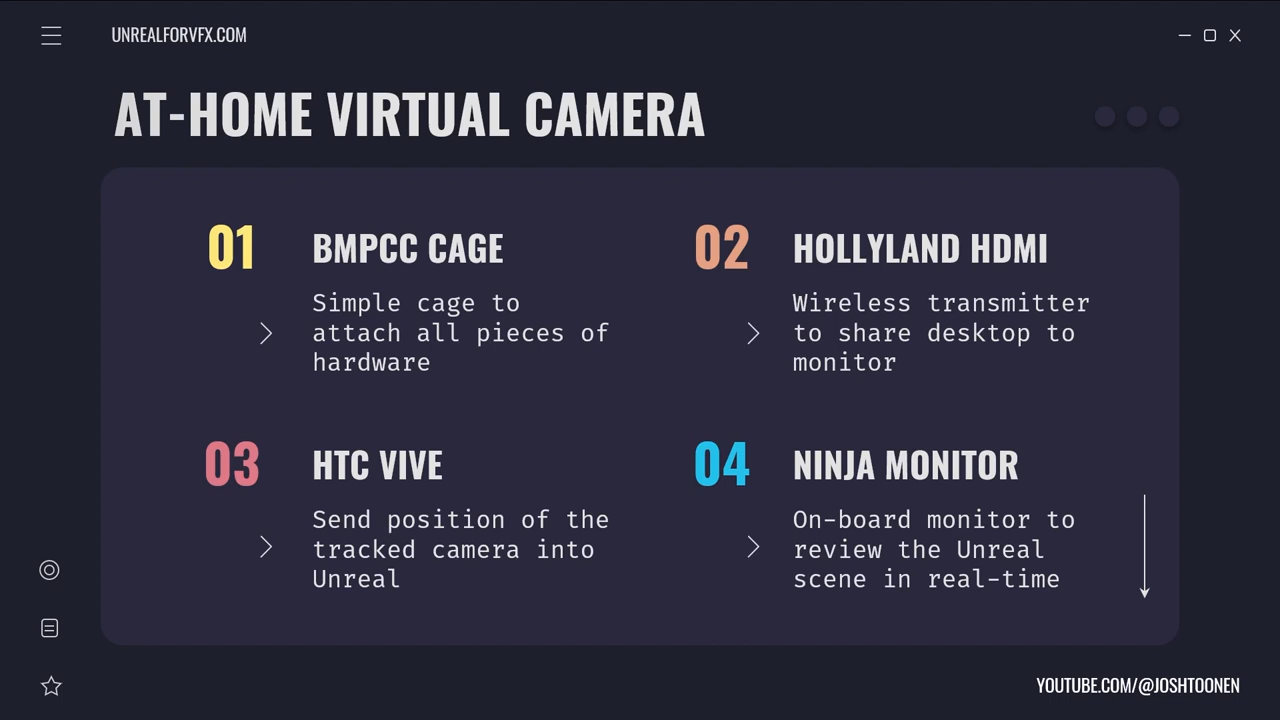 UNREALFORVFX.COM
AT-HOME VIRTUAL CAMERA
01
BMPCC CAGE
Simple cage to
attach all pieces of
hardware
02
HOLLYLAND HDMI
Wireless transmitter
to share desktop to
monitor
03
HTC VIVE
Send position of the
tracked camera into
Unreal
04
NINJA MONITOR
On-board monitor to
review the Unreal
scene in real-time
YOUTUBE.COM/@JOSHTOONEN